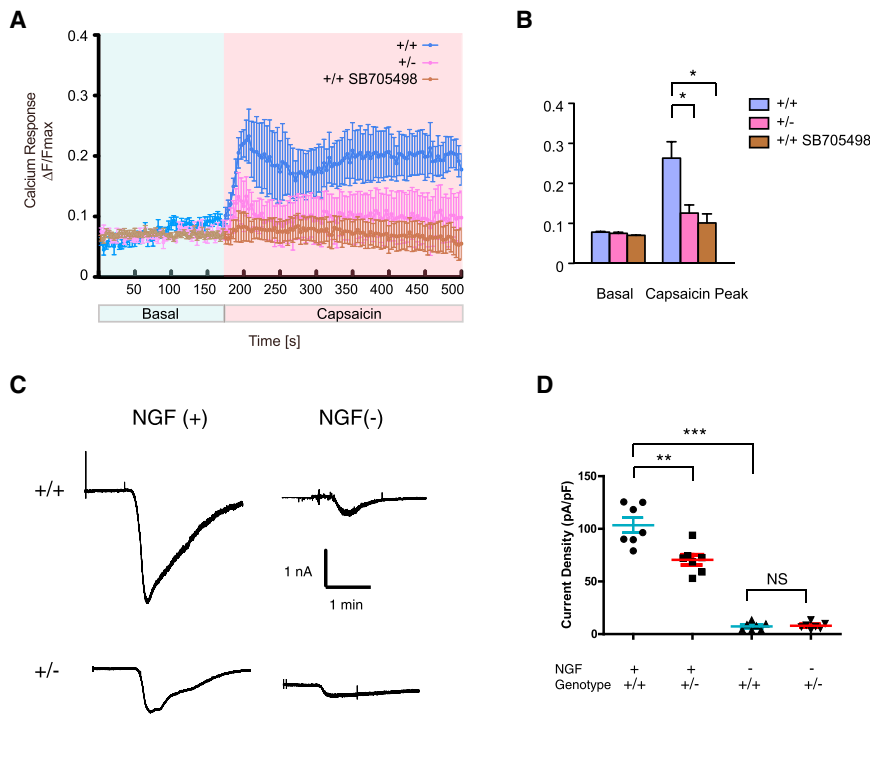 A
0.4
0.3
0.2
0.1
0
Calcium Response
ΔF/Fmax
+/+
+/-
+/+ SB705498
50 100 150 200 250 300 350 400 450 500
Basal Capsaicin
Time [s]
B
0.4
0.3
0.2
0.1
0
*
*
Basal Capsaicin Peak
+/+
+/-
+/+ SB705498
C
NGF (+) NGF(-)
+/+
1 nA
1 min
+/-
D
***
**
NS
150
100
50
0
Current Density (pA/pF)
NGF + + - -
Genotype +/+ +/- +/+ +/-